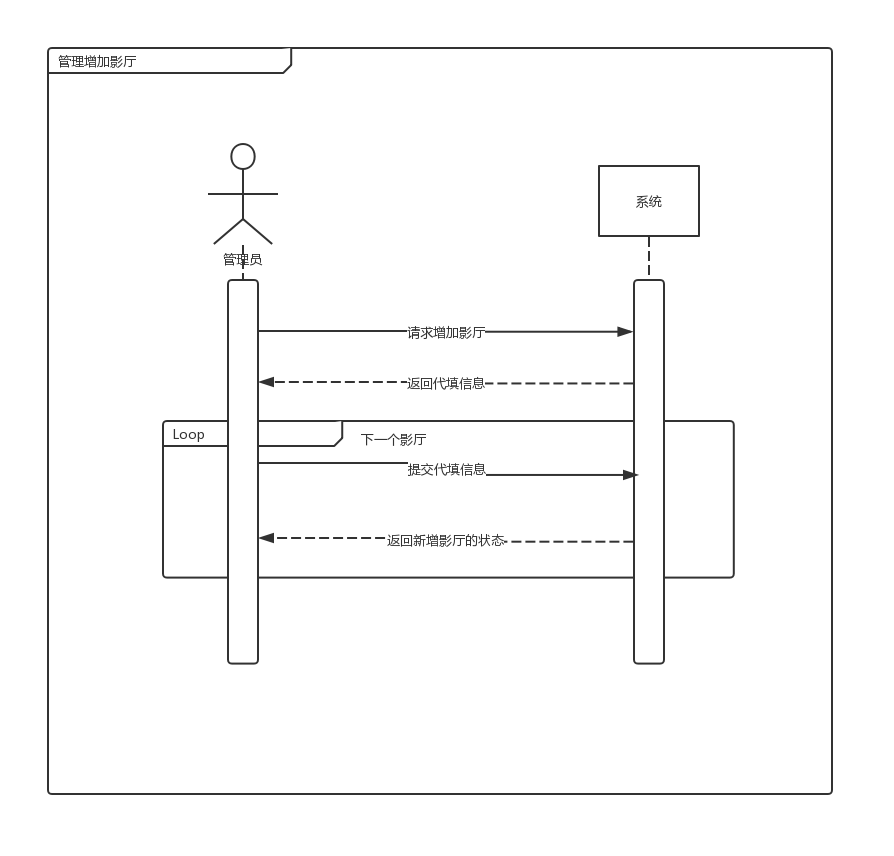 管理增加影厅
系统
管理员
请求增加影厅
返回代填信息
Loop
下一个影厅
提交代填信息
返回新增影厅的状态